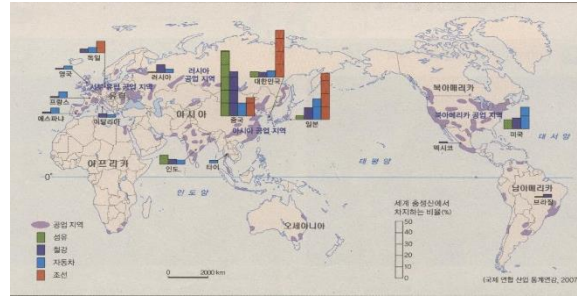 독일
영국
러시아
러시아
공업 지역
서부 유럽 공업 지역
유럽
프랑스
에스파냐
이탈리아
아시아
중국
대한민국
일본
아시아 공업 지역
북아메리카
북아메리카 공업 지역
미국
대서양
멕시코
태평양
아프리카
인도
타이
인도양
0°
오세아니아
남아메리카
브라질
세계 총생산에서
차지하는 비율(%)
50
40
30
20
10
0
공업 지역
섬유
철강
자동차
조선
0 2000 km
(국제 연합 산업 통계연감, 2007)